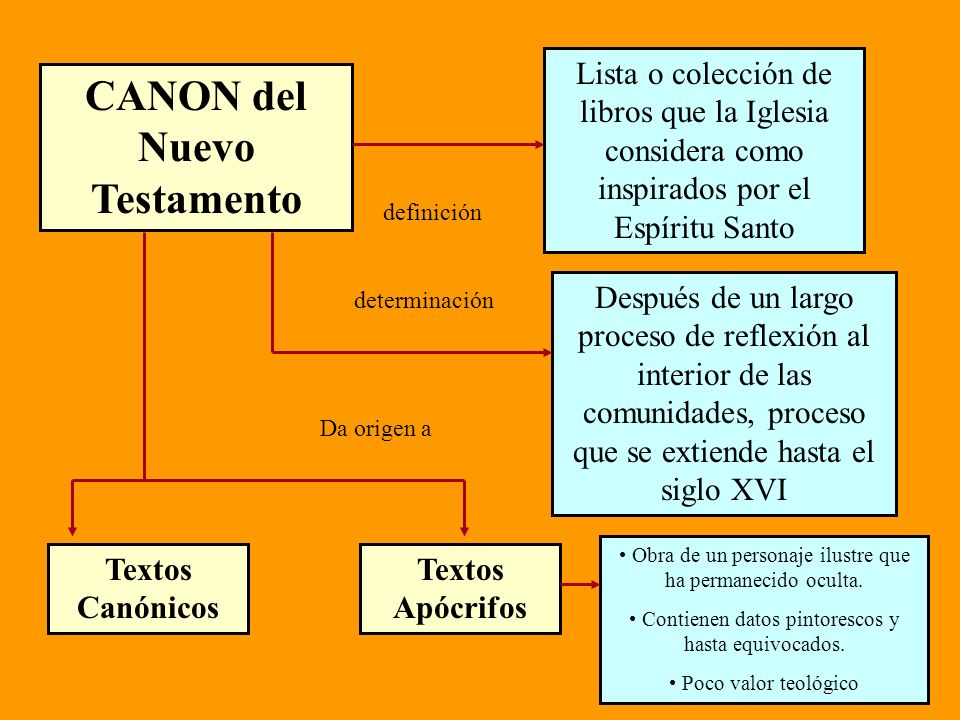 CANON del
Nuevo
Testamento
Lista o colección de
libros que la Iglesia
considera como
inspirados por el
Espíritu Santo
definición
determinación
Después de un largo
proceso de reflexión al
interior de las
comunidades, proceso
que se extiende hasta el
siglo XVI
Da origen a
Textos
Canónicos
Textos
Apócrifos
• Obra de un personaje ilustre que
ha permanecido oculta.
• Contienen datos pintorescos y
hasta equivocados.
• Poco valor teológico